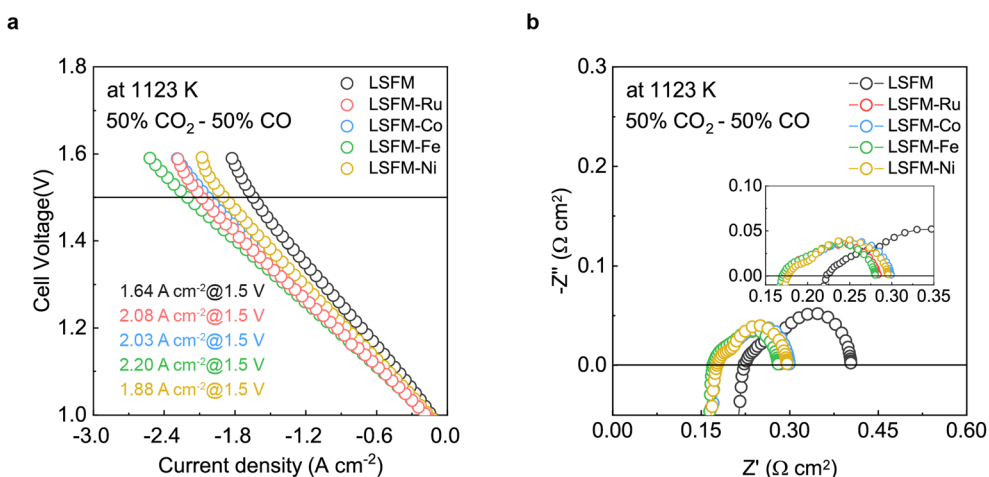 a
at 1123 K
50% CO₂ - 50% CO
LSFM
LSFM-Ru
LSFM-Co
LSFM-Fe
LSFM-Ni
1.64 A cm⁻²@1.5 V
2.08 A cm⁻²@1.5 V
2.03 A cm⁻²@1.5 V
2.20 A cm⁻²@1.5 V
1.88 A cm⁻²@1.5 V
Cell Voltage(V)
1.8
1.6
1.4
1.2
1.0
-3.0 -2.4 -1.8 -1.2 -0.6 0.0
Current density (A cm⁻²)
b
at 1123 K
50% CO₂ - 50% CO
LSFM
LSFM-Ru
LSFM-Co
LSFM-Fe
LSFM-Ni
0.10
0.05
0.00
0.15 0.20 0.25 0.30 0.35
-Z" (Ω cm²)
0.3
0.2
0.1
0.0
0.00 0.15 0.30 0.45 0.60
Z' (Ω cm²)